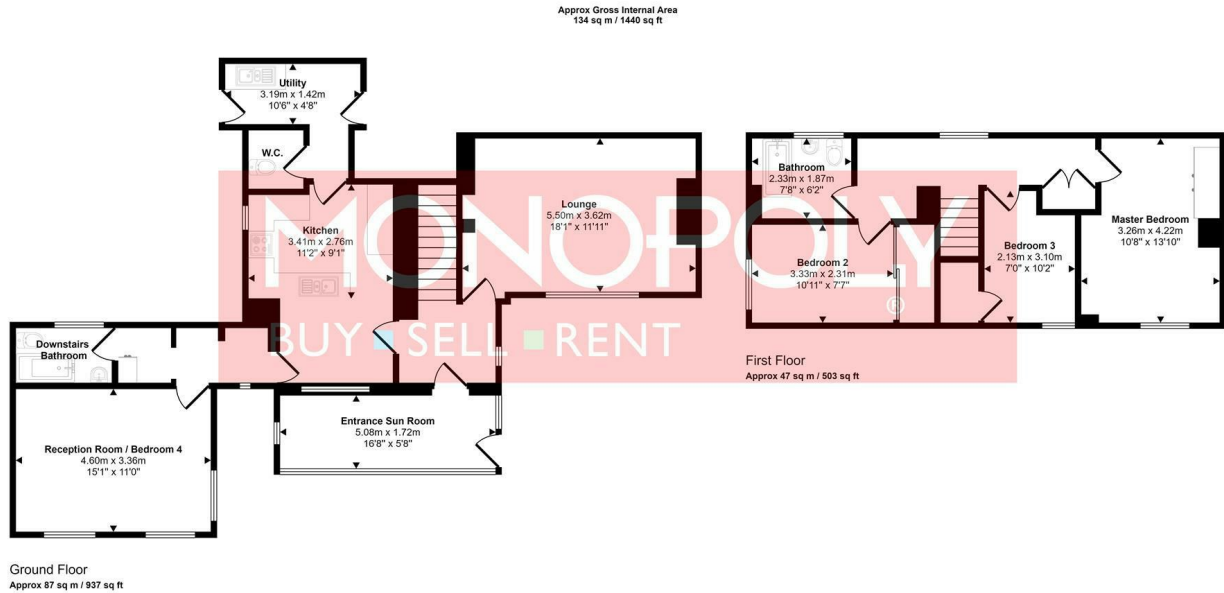 Approx Gross Internal Area
134 sq m / 1440 sq ft
Utility
3.19m x 1.42m
10'6" x 4'8"
W.C.
Kitchen
3.41m x 2.76m
11'2" x 9'1"
Lounge
5.50m x 3.62m
18'1" x 11'11"
Downstairs
Bathroom
Reception Room / Bedroom 4
4.60m x 3.36m
15'1" x 11'0"
Entrance Sun Room
5.08m x 1.72m
16'8" x 5'8"
Ground Floor
Approx 87 sq m / 937 sq ft
Bathroom
2.33m x 1.87m
7'8" x 6'2"
Bedroom 2
3.33m x 2.31m
10'11" x 7'7"
Bedroom 3
2.13m x 3.10m
7'0" x 10'2"
Master Bedroom
3.26m x 4.22m
10'8" x 13'10"
First Floor
Approx 47 sq m / 503 sq ft
MONOPOLY
®
BUY SELL RENT